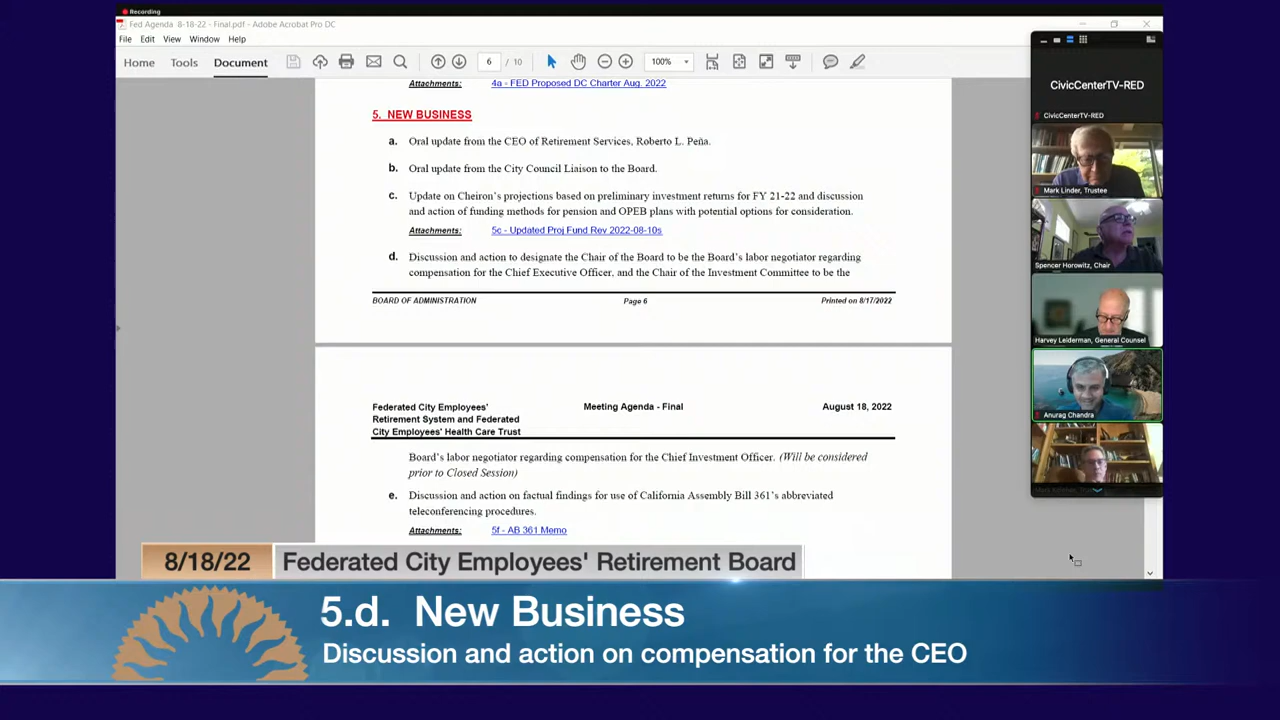 Recording
Fed Agenda 8-18-22 - Final.pdf - Adobe Acrobat Pro DC
File Edit View Window Help
Home Tools Document 6 / 10 100%
Attachments: 4a - FED Proposed DC Charter Aug. 2022
5. NEW BUSINESS
a. Oral update from the CEO of Retirement Services, Roberto L. Peña.
b. Oral update from the City Council Liaison to the Board.
c. Update on Cheiron's projections based on preliminary investment returns for FY 21-22 and discussion
and action of funding methods for pension and OPEB plans with potential options for consideration.
Attachments: 5c - Updated Proj Fund Rev 2022-08-10s
d. Discussion and action to designate the Chair of the Board to be the Board's labor negotiator regarding
compensation for the Chief Executive Officer, and the Chair of the Investment Committee to be the
BOARD OF ADMINISTRATION Page 6 Printed on 8/17/2022
Federated City Employees' Meeting Agenda - Final August 18, 2022
Retirement System and Federated
City Employees' Health Care Trust
Board's labor negotiator regarding compensation for the Chief Investment Officer. (Will be considered
prior to Closed Session)
e. Discussion and action on factual findings for use of California Assembly Bill 361's abbreviated
teleconferencing procedures.
Attachments: 5f - AB 361 Memo
CivicCenterTV-RED
CivicCenterTV-RED
Mark Linder, Trustee
Spencer Horowitz, Chair
Harvey Leiderman, General Counsel
Anurag Chandra
8/18/22 Federated City Employees' Retirement Board
5.d. New Business
Discussion and action on compensation for the CEO